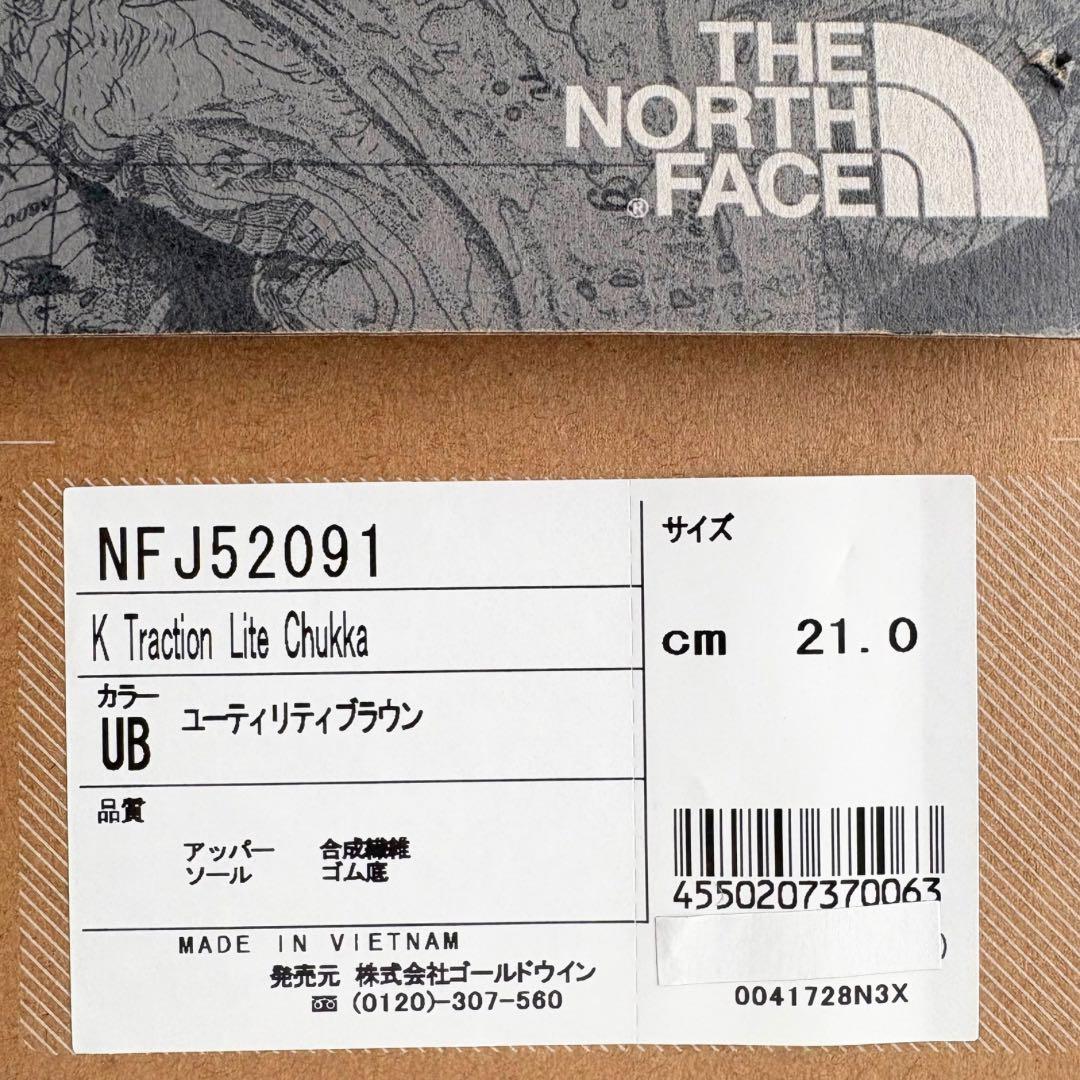 THE
NORTH
FACE
®
3600
NFJ52091
K Traction Lite Chukka
カラー
UB ユーティリティブラウン
品質
アッパー 合成繊維
ソール ゴム底
MADE IN VIETNAM
発売元 株式会社ゴールドウイン
(0120)-307-560
サイズ
cm 21.0
4550207370063
)
0041728N3X